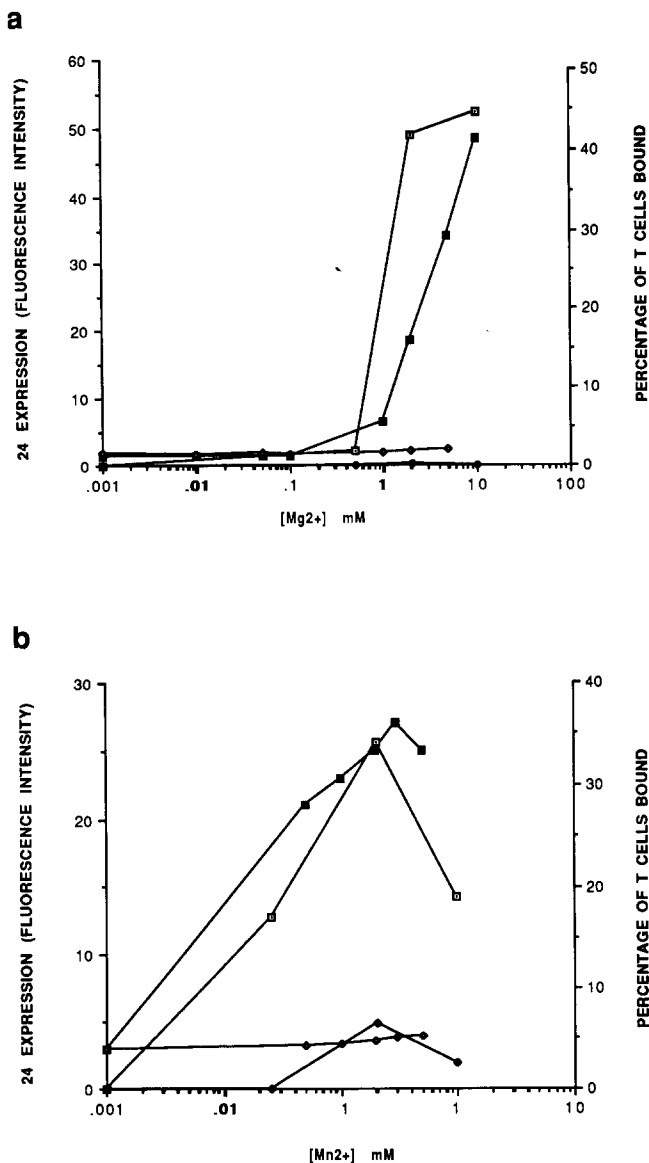 a
24 EXPRESSION (FLUORESCENCE INTENSITY)
60
50
40
30
20
10
0
50
40
30
20
10
0
PERCENTAGE OF T CELLS BOUND
.001 .01 .1 1 10 100
[Mg2+] mM
b
24 EXPRESSION (FLUORESCENCE INTENSITY)
30
20
10
0
40
30
20
10
0
PERCENTAGE OF T CELLS BOUND
.001 .01 1 1 10
[Mn2+] mM